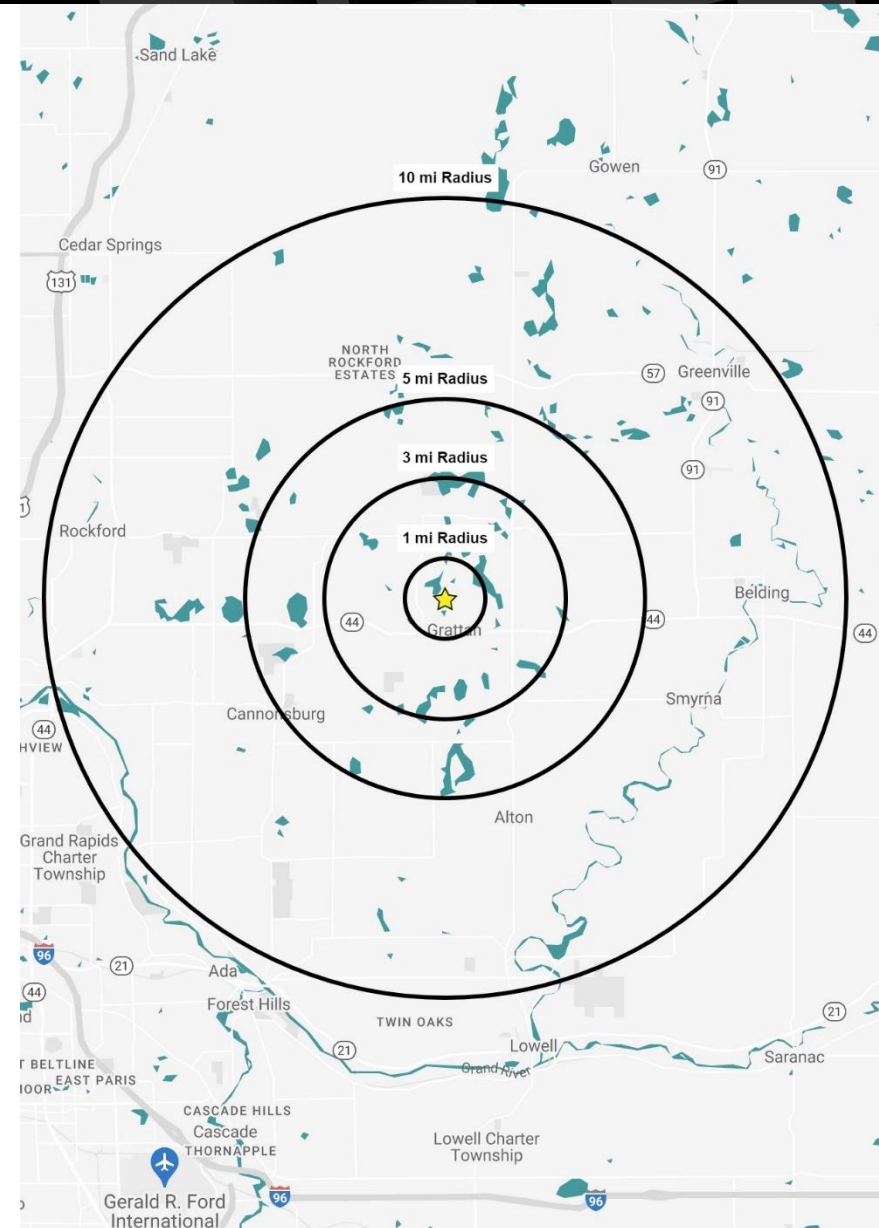 Sand Lake
10 mi Radius
Gowen
91
Cedar Springs
131
NORTH
ROCKFORD
ESTATES
5 mi Radius
57
Greenville
91
3 mi Radius
91
Rockford
1 mi Radius
Belding
44
44
44
Grattan
Smyrna
Cannonsburg
44
HVIEW
Alton
Grand Rapids
Charter
Township
96
21
Ada
44
Forest Hills
21
TWIN OAKS
21
Lowell
Saranac
Grand River
T BELTLINE
EAST PARIS
CASCADE HILLS
Cascade
THORNAPPLE
Lowell Charter
Township
96
96
Gerald R. Ford
International